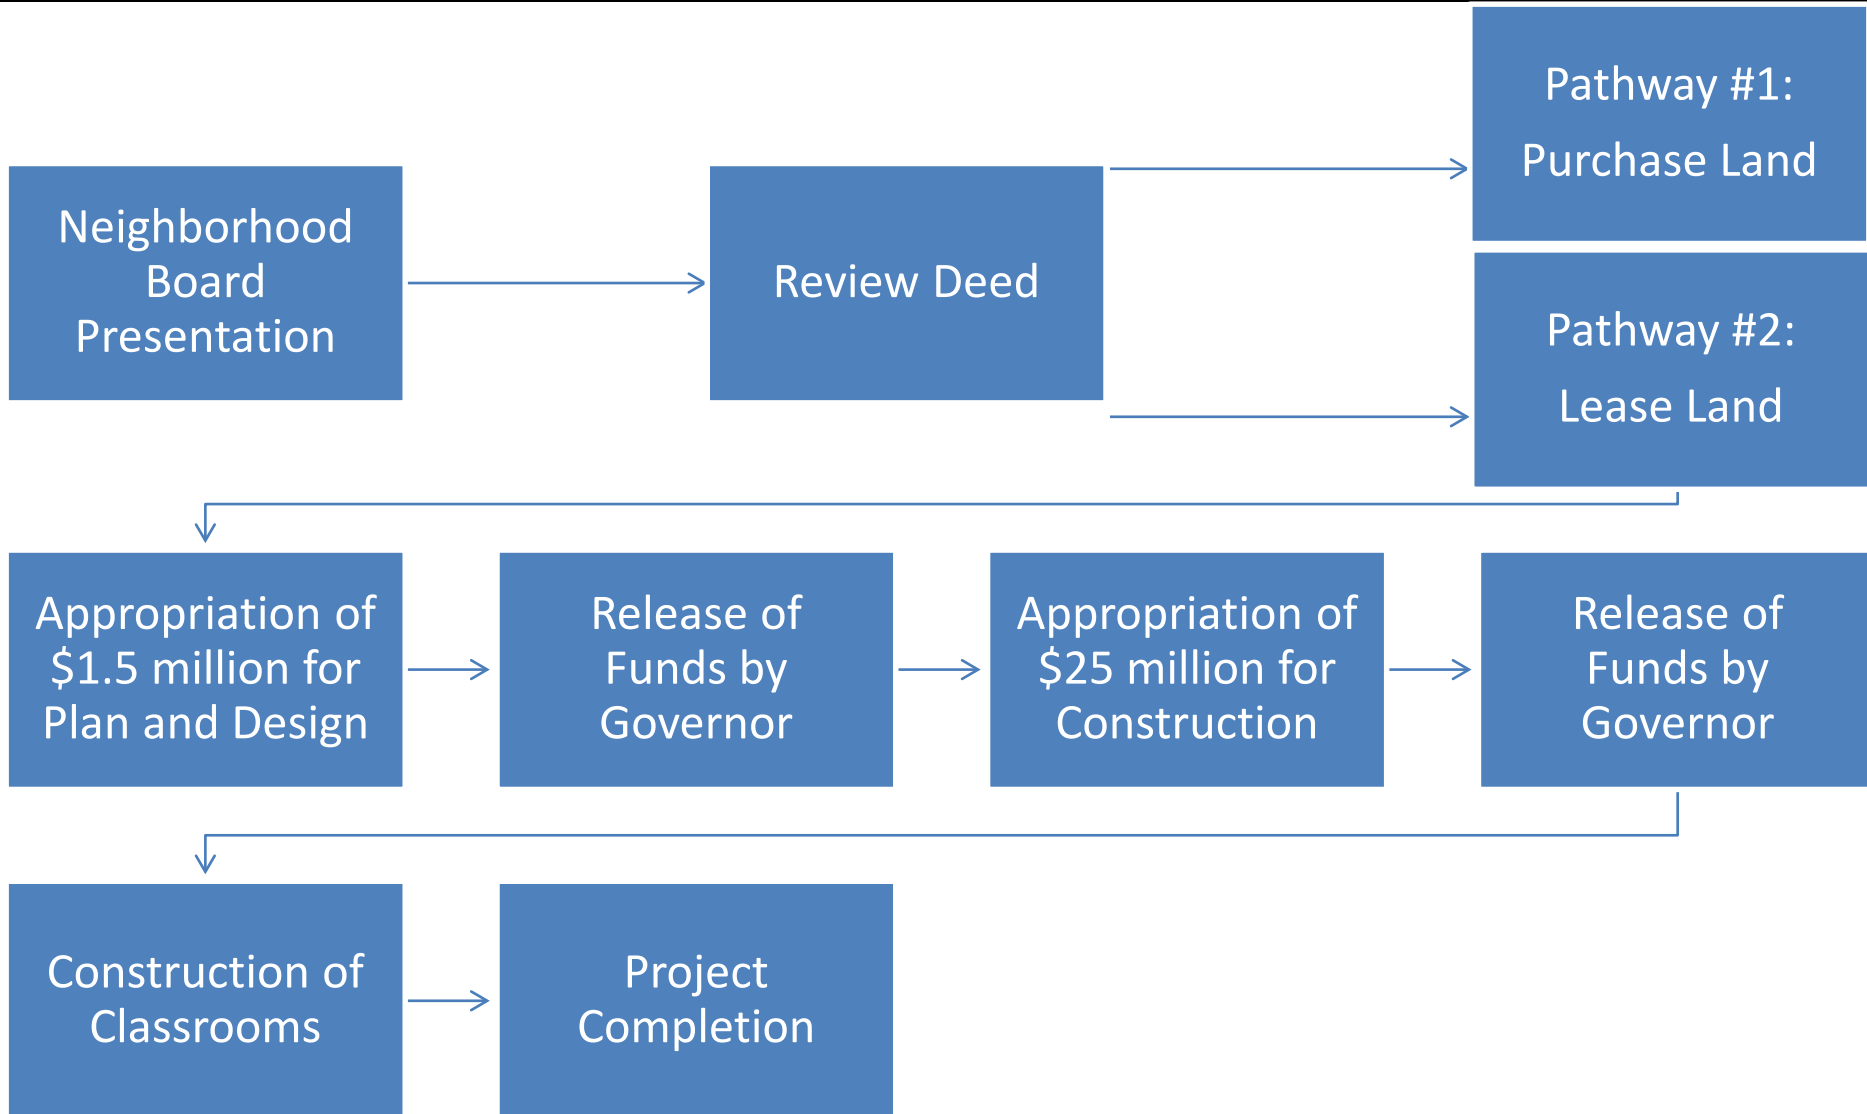 Neighborhood
Board
Presentation
Review Deed
Pathway #1:
Purchase Land
Pathway #2:
Lease Land
Appropriation of
$1.5 million for
Plan and Design
Release of
Funds by
Governor
Appropriation of
$25 million for
Construction
Release of
Funds by
Governor
Construction of
Classrooms
Project
Completion